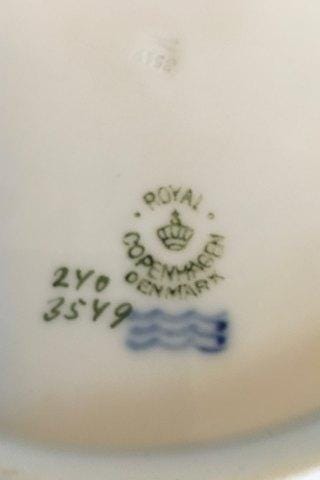 ROYAL
COPENHAGEN
DENMARK
240
3549